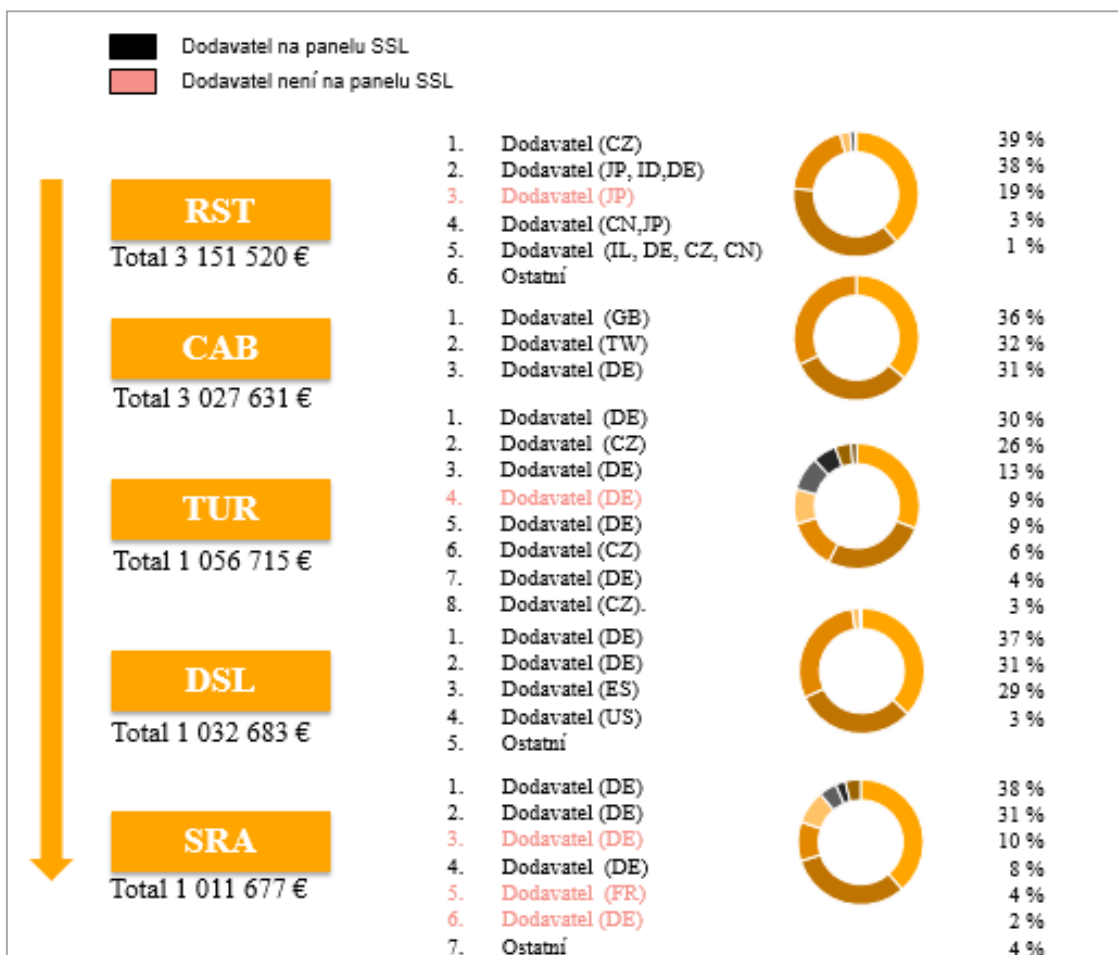 Dodavatel na panelu SSL
Dodavatel není na panelu SSL
RST
Total 3 151 520 €
1. Dodavatel (CZ) 39 %
2. Dodavatel (JP, ID,DE) 38 %
3. Dodavatel (JP) 19 %
4. Dodavatel (CN,JP) 3 %
5. Dodavatel (IL, DE, CZ, CN) 1 %
6. Ostatní
CAB
Total 3 027 631 €
1. Dodavatel (GB) 36 %
2. Dodavatel (TW) 32 %
3. Dodavatel (DE) 31 %
TUR
Total 1 056 715 €
1. Dodavatel (DE) 30 %
2. Dodavatel (CZ) 26 %
3. Dodavatel (DE) 13 %
4. Dodavatel (DE) 9 %
5. Dodavatel (DE) 9 %
6. Dodavatel (CZ) 6 %
7. Dodavatel (DE) 4 %
8. Dodavatel (CZ). 3 %
DSL
Total 1 032 683 €
1. Dodavatel (DE) 37 %
2. Dodavatel (DE) 31 %
3. Dodavatel (ES) 29 %
4. Dodavatel (US) 3 %
5. Ostatní
SRA
Total 1 011 677 €
1. Dodavatel (DE) 38 %
2. Dodavatel (DE) 31 %
3. Dodavatel (DE) 10 %
4. Dodavatel (DE) 8 %
5. Dodavatel (FR) 4 %
6. Dodavatel (DE) 2 %
7. Ostatní 4 %